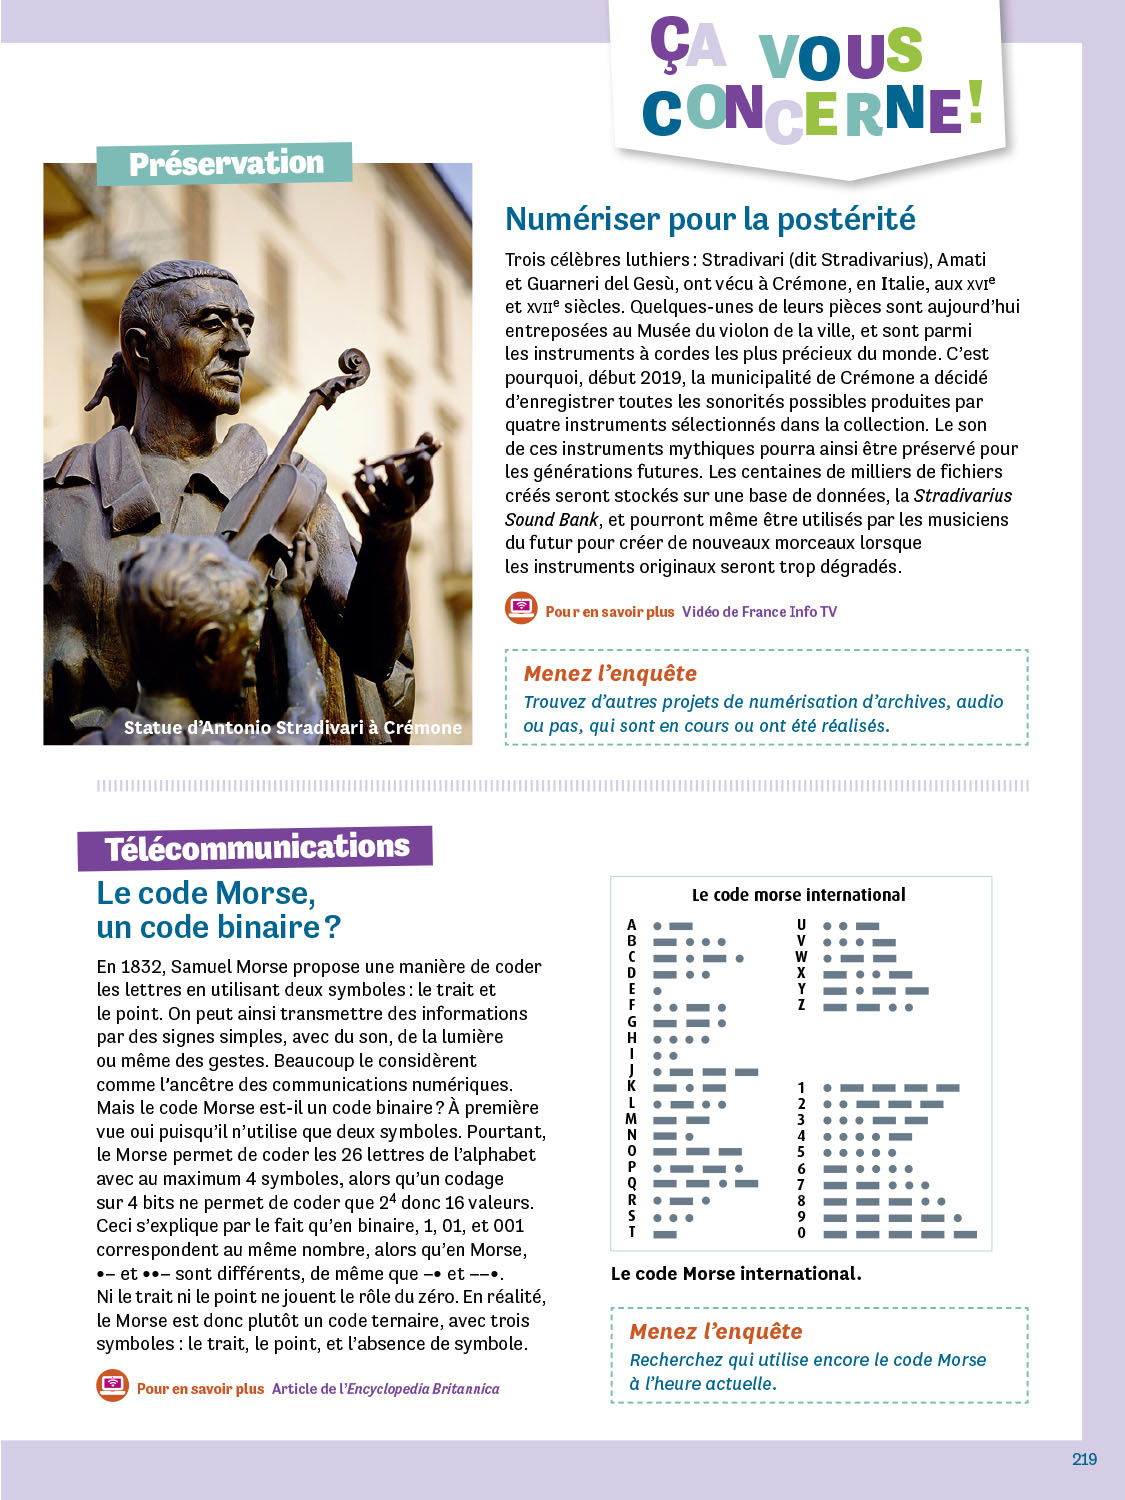 ÇA VOUS
CONCERNE!
Préservation
Statue d'Antonio Stradivari à Crémone
Numériser pour la postérité
Trois célèbres luthiers : Stradivari (dit Stradivarius), Amati
et Guarneri del Gesù, ont vécu à Crémone, en Italie, aux XVIe
et XVIIe siècles. Quelques-unes de leurs pièces sont aujourd'hui
entreposées au Musée du violon de la ville, et sont parmi
les instruments à cordes les plus précieux du monde. C'est
pourquoi, début 2019, la municipalité de Crémone a décidé
d'enregistrer toutes les sonorités possibles produites par
quatre instruments sélectionnés dans la collection. Le son
de ces instruments mythiques pourra ainsi être préservé pour
les générations futures. Les centaines de milliers de fichiers
créés seront stockés sur une base de données, la Stradivarius
Sound Bank, et pourront même être utilisés par les musiciens
du futur pour créer de nouveaux morceaux lorsque
les instruments originaux seront trop dégradés.
Pour en savoir plus Vidéo de France Info TV
Menez l'enquête
Trouvez d'autres projets de numérisation d'archives, audio
ou pas, qui sont en cours ou ont été réalisés.
Télécommunications
Le code Morse,
un code binaire ?
En 1832, Samuel Morse propose une manière de coder
les lettres en utilisant deux symboles : le trait et
le point. On peut ainsi transmettre des informations
par des signes simples, avec du son, de la lumière
ou même des gestes. Beaucoup le considèrent
comme l'ancêtre des communications numériques.
Mais le code Morse est-il un code binaire ? À première
vue oui puisqu'il n'utilise que deux symboles. Pourtant,
le Morse permet de coder les 26 lettres de l'alphabet
avec au maximum 4 symboles, alors qu'un codage
sur 4 bits ne permet de coder que 2⁴ donc 16 valeurs.
Ceci s'explique par le fait qu'en binaire, 1, 01, et 001
correspondent au même nombre, alors qu'en Morse,
•– et ••– sont différents, de même que –• et ––•.
Ni le trait ni le point ne jouent le rôle du zéro. En réalité,
le Morse est donc plutôt un code ternaire, avec trois
symboles : le trait, le point, et l'absence de symbole.
Pour en savoir plus Article de l'Encyclopedia Britannica
Le code morse international
A •–
B –•••
C –•–•
D –••
E •
F ••–•
G ––•
H ••••
I ••
J •–––
K –•–
L •–••
M ––
N –•
O –––
P •––•
Q ––•–
R •–•
S •••
T –
U ••–
V •••–
W •––
X –••–
Y –•––
Z ––••
1 •––––
2 ••–––
3 •••––
4 ••••–
5 •••••
6 –••••
7 ––•••
8 –––••
9 ––––•
0 –––––
Le code Morse international.
Menez l'enquête
Recherchez qui utilise encore le code Morse
à l'heure actuelle.
219